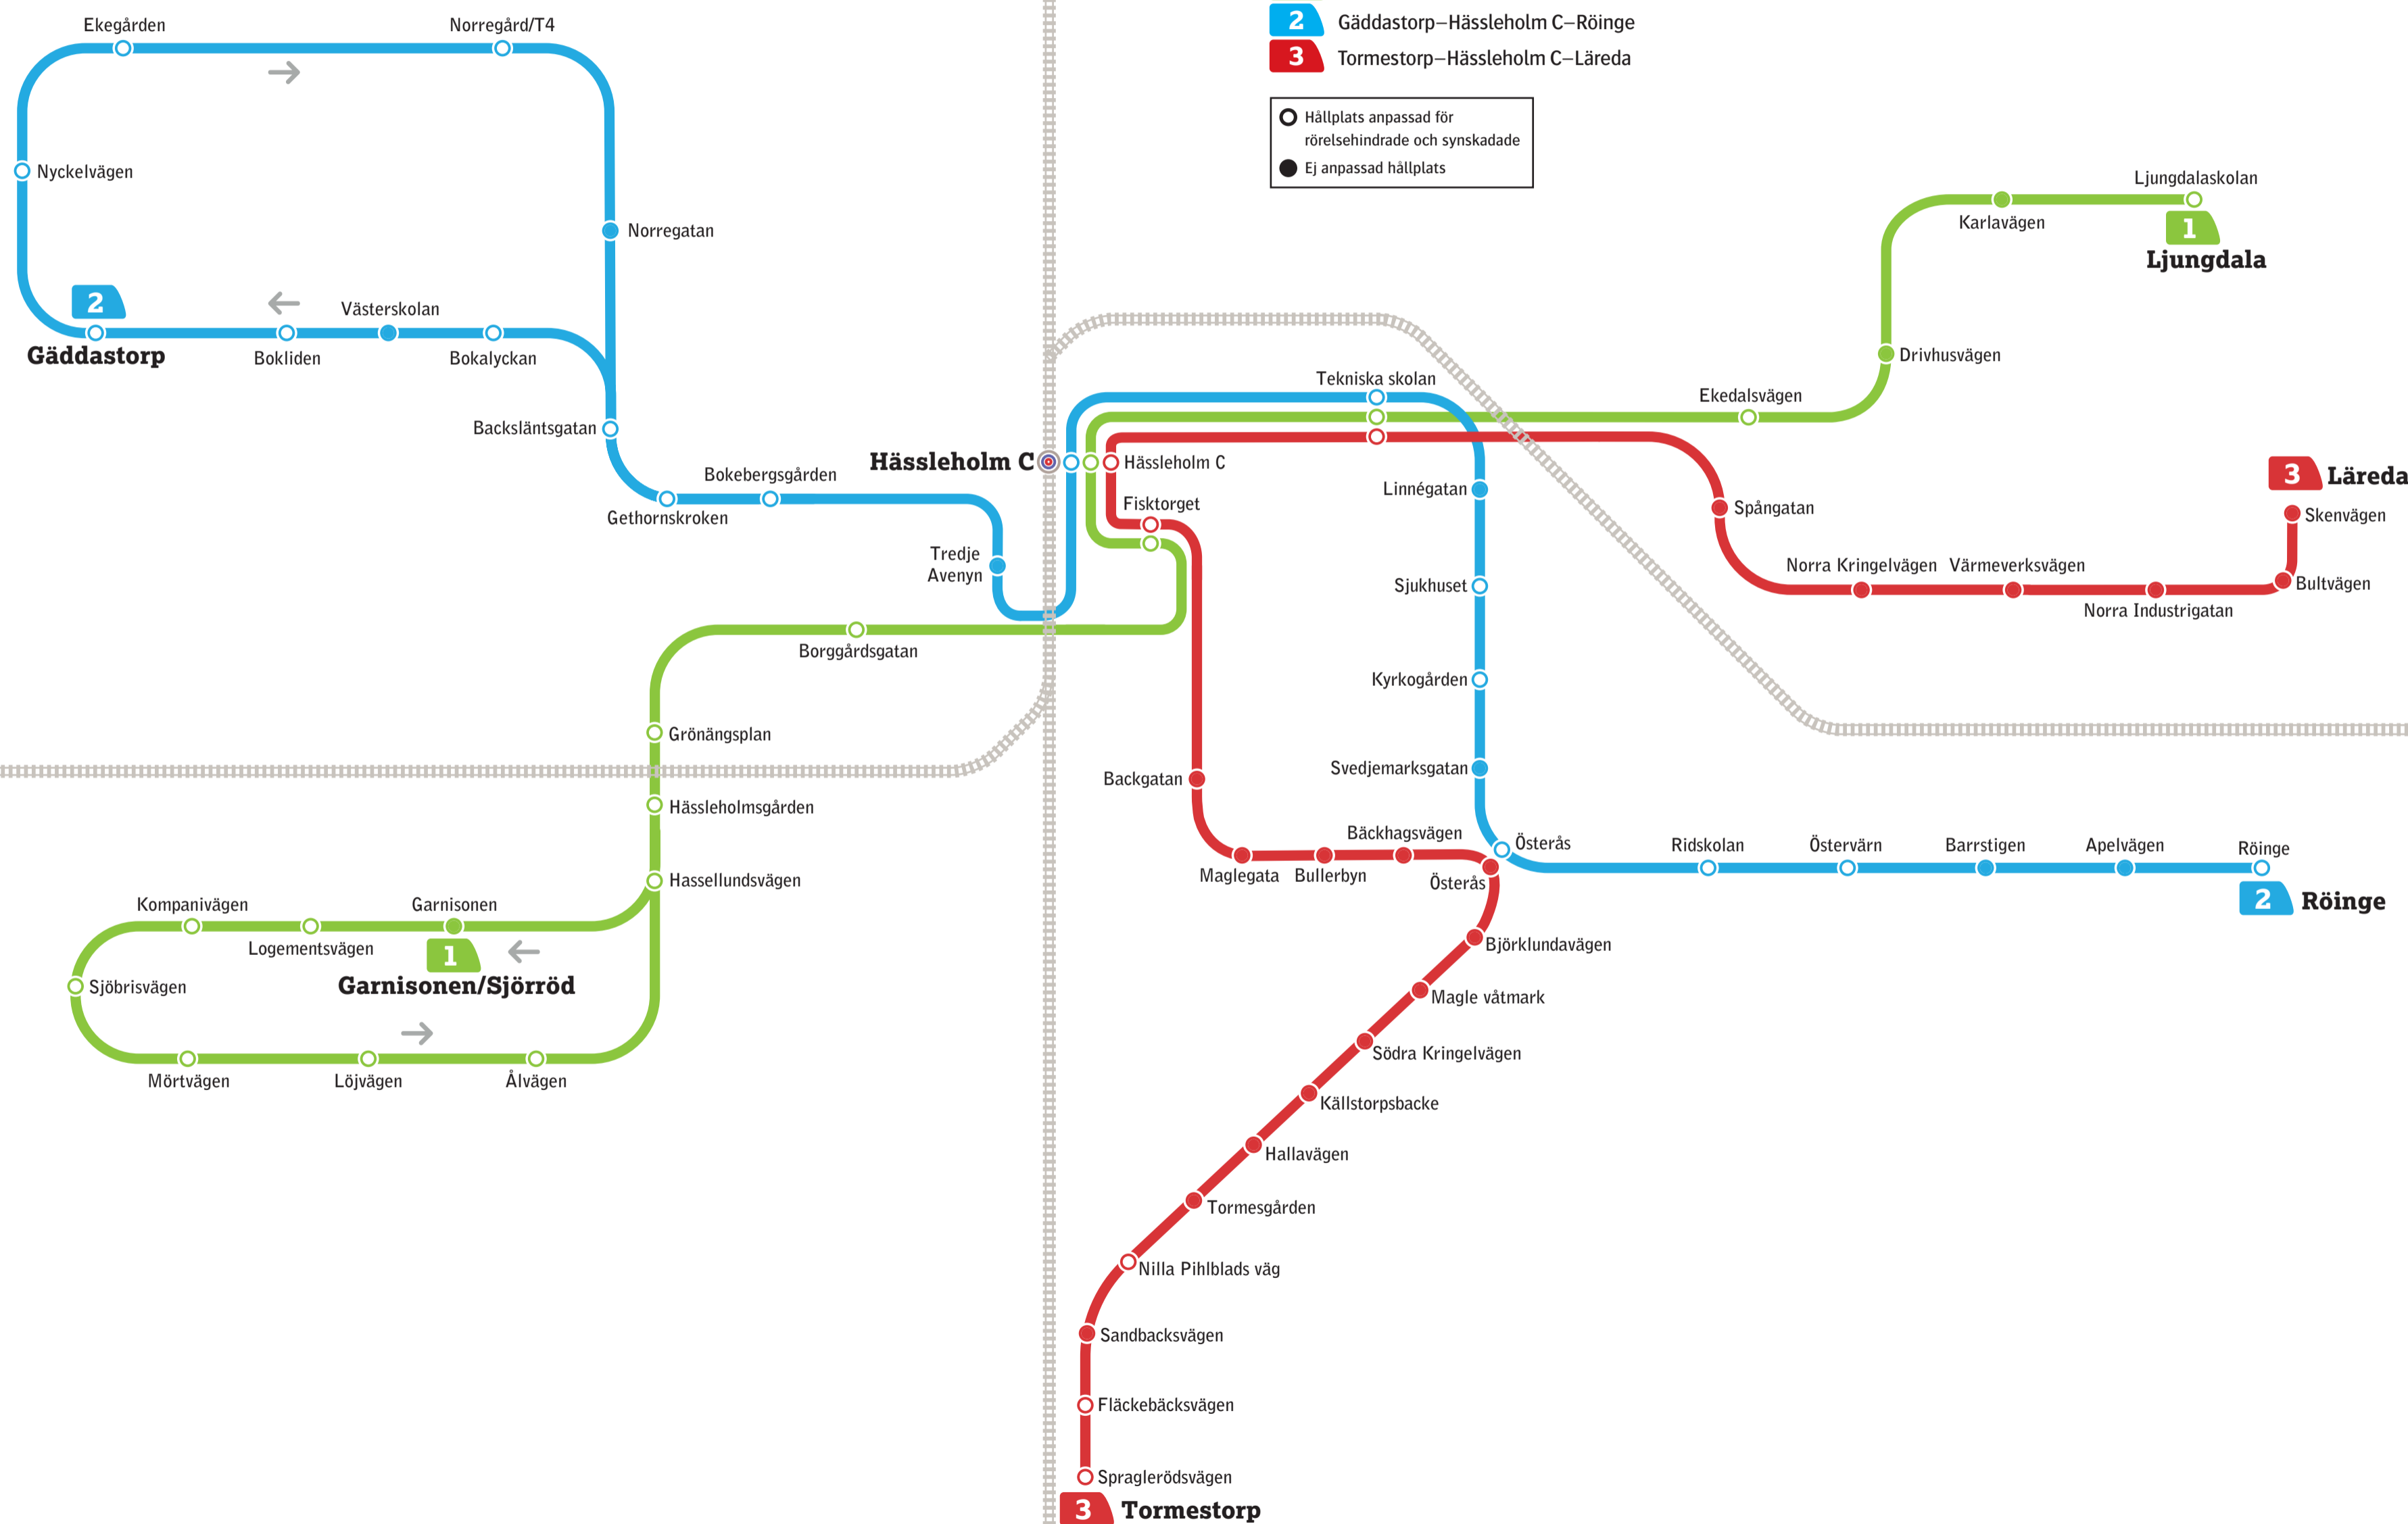 Ekegården
Norregård/T4
2 Gäddastorp–Hässleholm C–Röinge
3 Tormestorp–Hässleholm C–Läreda
Hållplats anpassad för
rörelsehindrade och synskadade
Ej anpassad hållplats
Nyckelvägen
Norregatan
2
Gäddastorp
Bokliden
Västerskolan
Bokalyckan
Backsläntsgatan
Gethornskroken
Bokebergsgården
Tredje
Avenyn
Hässleholm C
Hässleholm C
Fisktorget
Tekniska skolan
Ekedalsvägen
Drivhusvägen
Karlavägen
Ljungdalaskolan
1
Ljungdala
Linnégatan
Sjukhuset
Kyrkogården
Svedjemarksgatan
Spångatan
Norra Kringelvägen
Värmeverksvägen
Norra Industrigatan
Bultvägen
Skenvägen
3 Läreda
Borggårdsgatan
Grönängsplan
Hässleholmsgården
Hassellundsvägen
Kompanivägen
Logementsvägen
Garnisonen
1
Garnisonen/Sjörröd
Sjöbrisvägen
Mörtvägen
Löjvägen
Ålvägen
Backgatan
Maglegata
Bullerbyn
Bäckhagsvägen
Österås
Österås
Ridskolan
Östervärn
Barrstigen
Apelvägen
Röinge
2 Röinge
Björklundavägen
Magle våtmark
Södra Kringelvägen
Källstorpsbacke
Hallavägen
Tormesgården
Nilla Pihlblads väg
Sandbacksvägen
Fläckebäcksvägen
Spraglerödsvägen
3 Tormestorp